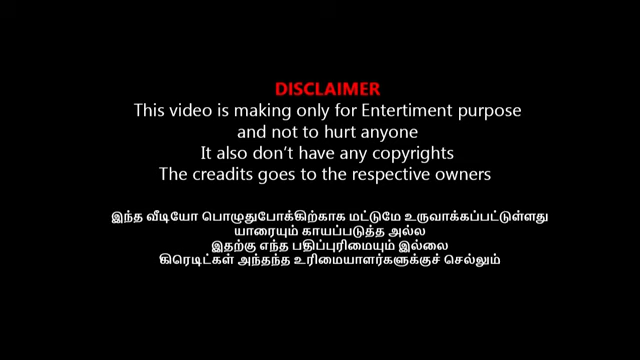 DISCLAIMER
This video is making only for Entertiment purpose
and not to hurt anyone
It also don’t have any copyrights
The creadits goes to the respective owners
இந்த வீடியோ பொழுதுபோக்கிற்காக மட்டுமே உருவாக்கப்பட்டுள்ளது
யாரையும் காயப்படுத்த அல்ல
இதற்கு எந்த பதிப்புரிமையும் இல்லை
கிரெடிட்கள் அந்தந்த உரிமையாளர்களுக்குச் செல்லும்